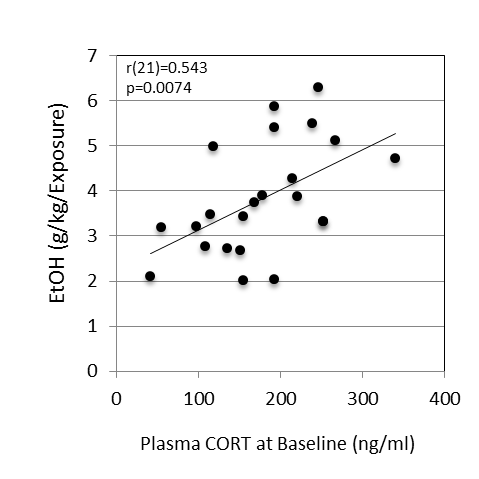 r(21)=0.543
p=0.0074
7
6
5
4
3
2
1
0
EtOH (g/kg/Exposure)
0 100 200 300 400
Plasma CORT at Baseline (ng/ml)